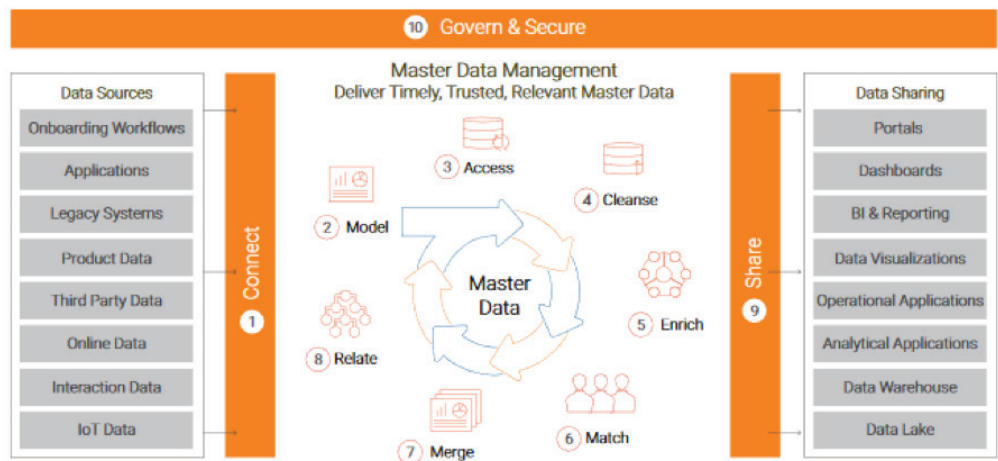 10 Govern & Secure
Data Sources
Onboarding Workflows
Applications
Legacy Systems
Product Data
Third Party Data
Online Data
Interaction Data
IoT Data
1 Connect
Master Data Management
Deliver Timely, Trusted, Relevant Master Data
2 Model
3 Access
4 Cleanse
5 Enrich
6 Match
7 Merge
8 Relate
Master
Data
9 Share
Data Sharing
Portals
Dashboards
BI & Reporting
Data Visualizations
Operational Applications
Analytical Applications
Data Warehouse
Data Lake